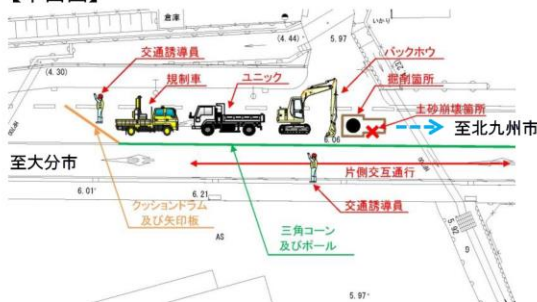 倉庫
いかり
(4.44)
5.97
バックホウ
交通誘導員
掘削箇所
(4.30)
規制車
ユニック
土砂崩壊箇所
6.06
至北九州市
至大分市
片側交互通行
6.01
6.21
クッションドラム
及び矢印板
交通誘導員
三角コーン
及びポール
AS
5.92
5.97